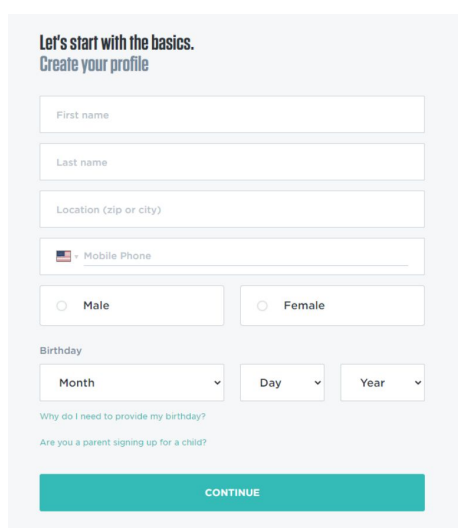 Let's start with the basics.
Create your profile
First name
Last name
Location (zip or city)
Mobile Phone
Male Female
Birthday
Month Day Year
Why do I need to provide my birthday?
Are you a parent signing up for a child?
CONTINUE